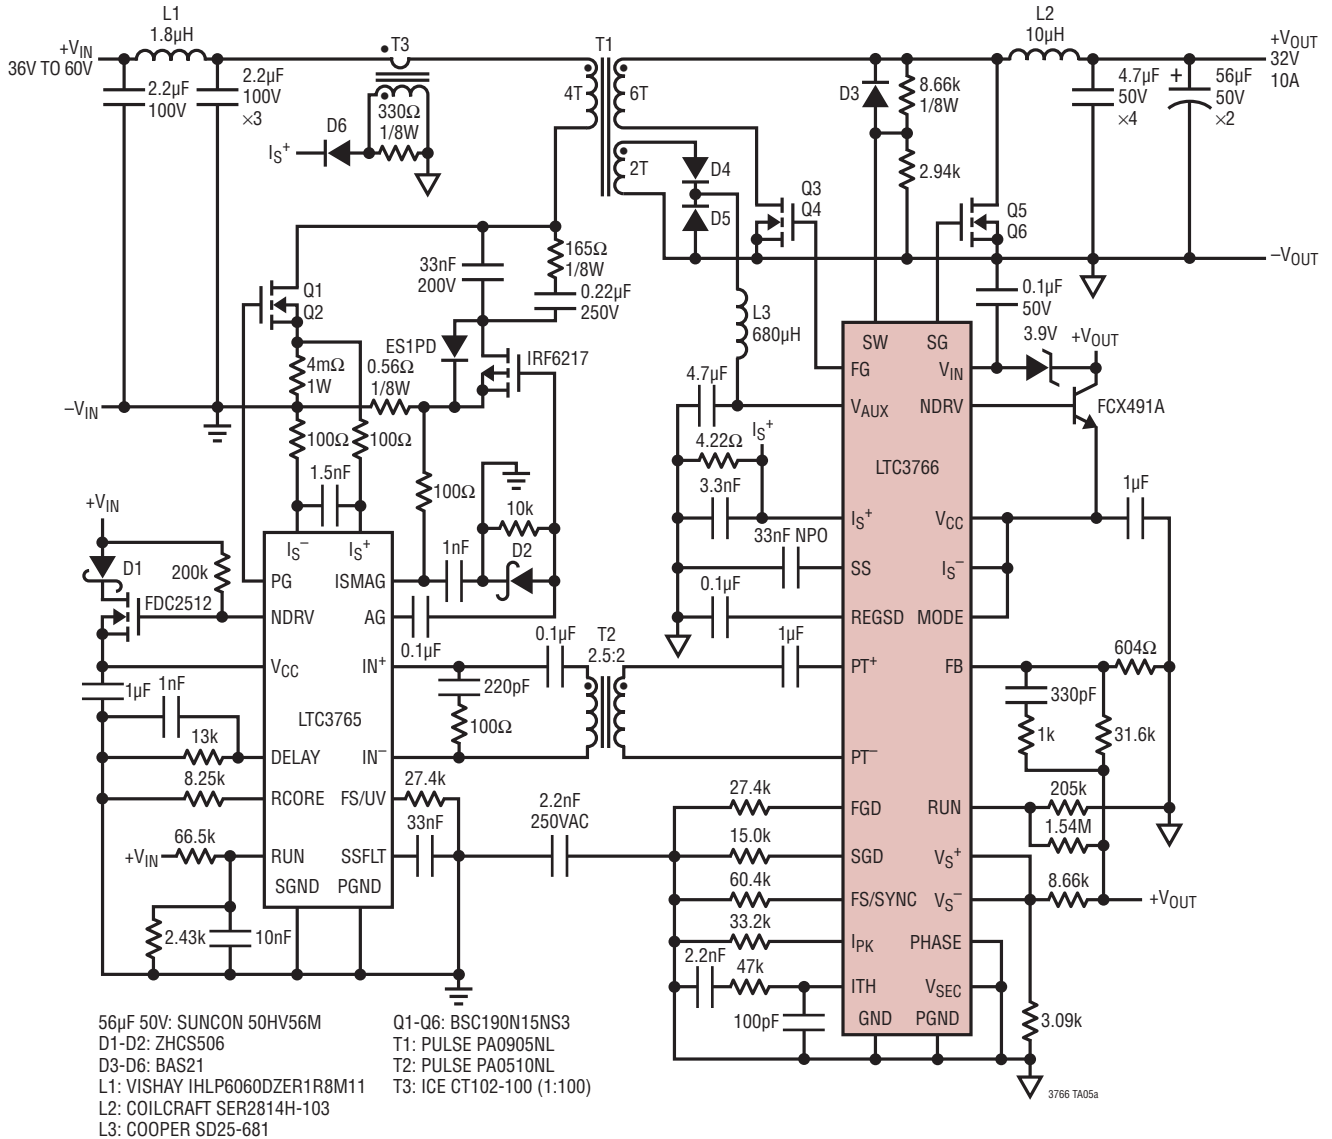 L1
1.8µH
+VIN
36V TO 60V
2.2µF
100V
2.2µF
100V
×3
T3
330Ω
1/8W
D6
IS+
T1
4T
6T
2T
D4
D5
D3
8.66k
1/8W
2.94k
L2
10µH
4.7µF
50V
×4
+
56µF
50V
×2
+VOUT
32V
10A
–VOUT
Q3
Q4
Q5
Q6
165Ω
1/8W
33nF
200V
0.22µF
250V
Q1
Q2
4mΩ
1W
ES1PD
0.56Ω
1/8W
IRF6217
–VIN
L3
680µH
0.1µF
50V
3.9V
+VOUT
FCX491A
4.7µF
4.22Ω
IS+
3.3nF
33nF NPO
0.1µF
1µF
100Ω
100Ω
1.5nF
100Ω
10k
1nF
D2
0.1µF
+VIN
D1
200k
FDC2512
1µF
1nF
13k
8.25k
66.5k
+VIN
2.43k
10nF
IS–
IS+
PG
ISMAG
NDRV
AG
VCC
IN+
LTC3765
DELAY
IN–
RCORE
FS/UV
RUN
SSFLT
SGND
PGND
0.1µF
T2
2.5:2
1µF
220pF
100Ω
27.4k
33nF
2.2nF
250VAC
SW
SG
FG
VIN
VAUX
NDRV
LTC3766
IS+
VCC
SS
IS–
REGSD
MODE
PT+
FB
PT–
FGD
RUN
SGD
VS+
FS/SYNC
VS–
IPK
PHASE
ITH
VSEC
GND
PGND
27.4k
15.0k
60.4k
33.2k
2.2nF
47k
100pF
604Ω
330pF
1k
31.6k
205k
1.54M
8.66k
+VOUT
3.09k
56µF 50V: SUNCON 50HV56M
D1-D2: ZHCS506
D3-D6: BAS21
L1: VISHAY IHLP6060DZER1R8M11
L2: COILCRAFT SER2814H-103
L3: COOPER SD25-681
Q1-Q6: BSC190N15NS3
T1: PULSE PA0905NL
T2: PULSE PA0510NL
T3: ICE CT102-100 (1:100)
3766 TA05a